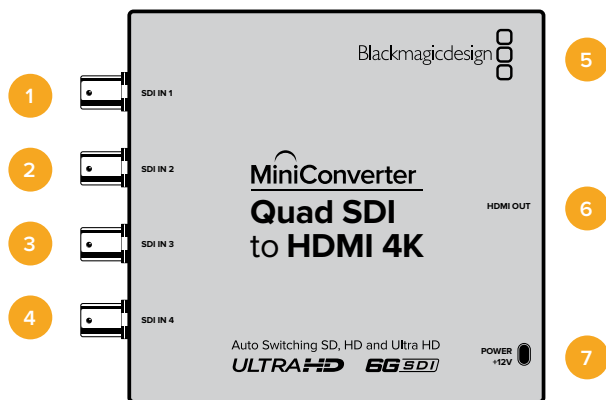 Blackmagicdesign
1
SDI IN 1
5
2
SDI IN 2
MiniConverter
Quad SDI
to HDMI 4K
HDMI OUT
6
3
SDI IN 3
4
SDI IN 4
Auto Switching SD, HD and Ultra HD
ULTRAHD 6G SDI
POWER
+12V
7